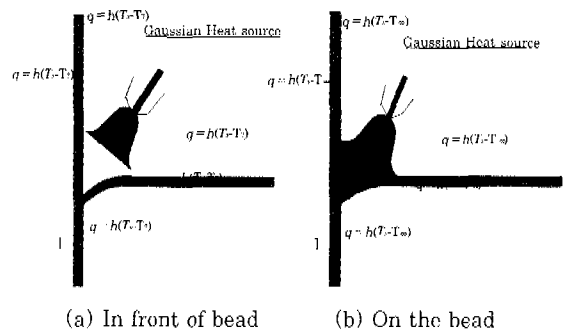 q = h(Tₛ-T
Gaussian Heat source
q = h(Tₛ-T
q = h(Tₛ-T
q = h(Tₛ-T
(a) In front of bead
q = h(Tₛ-T∞)
Gaussian Heat source
q = h(Tₛ-T∞
q = h(Tₛ-T∞)
q = h(Tₛ-T∞)
(b) On the bead